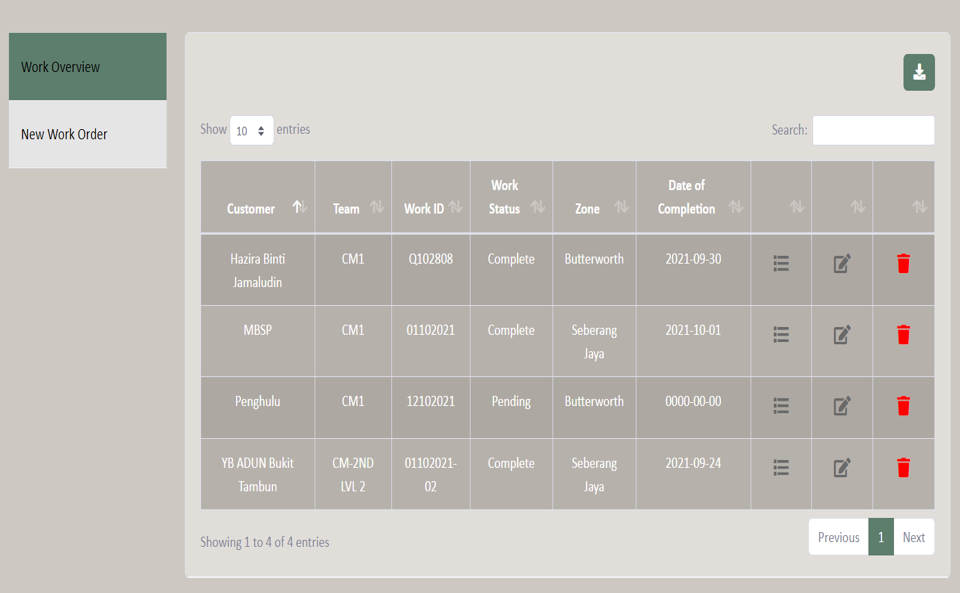 Work Overview
New Work Order
Show 10 entries
Search:
Customer Team Work ID Work Status Zone Date of Completion
Hazira Binti Jamaludin CM1 Q102808 Complete Butterworth 2021-09-30
MBSP CM1 01102021 Complete Seberang Jaya 2021-10-01
Penghulu CM1 12102021 Pending Butterworth 0000-00-00
YB ADUN Bukit Tambun CM-2ND LVL 2 01102021-02 Complete Seberang Jaya 2021-09-24
Showing 1 to 4 of 4 entries
Previous 1 Next